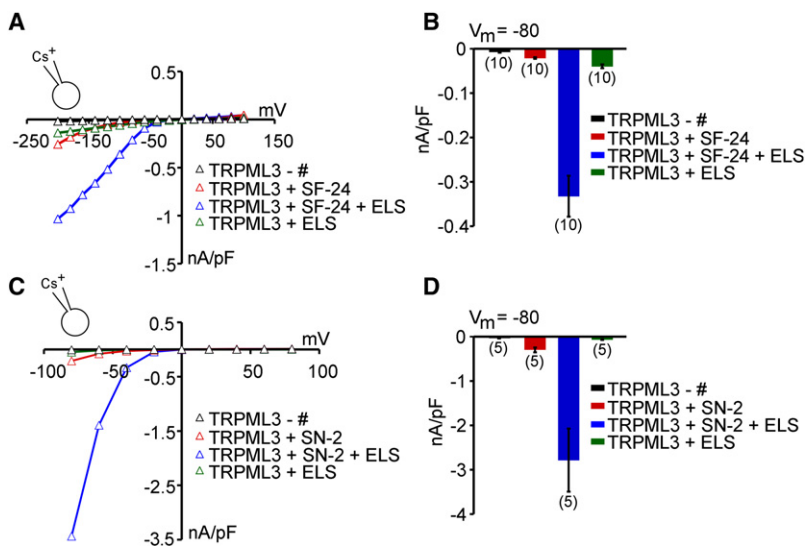 A
Cs+
0.5
mV
0
-250
-150
-50
50
150
-0.5
-1
-1.5
nA/pF
TRPML3 - #
TRPML3 + SF-24
TRPML3 + SF-24 + ELS
TRPML3 + ELS
B
Vm = -80
0
-0.1
-0.2
-0.3
-0.4
nA/pF
(10)
(10)
(10)
(10)
TRPML3 - #
TRPML3 + SF-24
TRPML3 + SF-24 + ELS
TRPML3 + ELS
C
Cs+
0.5
mV
-100
-50
0
50
100
-0.5
-1.5
-2.5
-3.5
nA/pF
TRPML3 - #
TRPML3 + SN-2
TRPML3 + SN-2 + ELS
TRPML3 + ELS
D
Vm = -80
0
-1
-2
-3
-4
nA/pF
(5)
(5)
(5)
(5)
TRPML3 - #
TRPML3 + SN-2
TRPML3 + SN-2 + ELS
TRPML3 + ELS